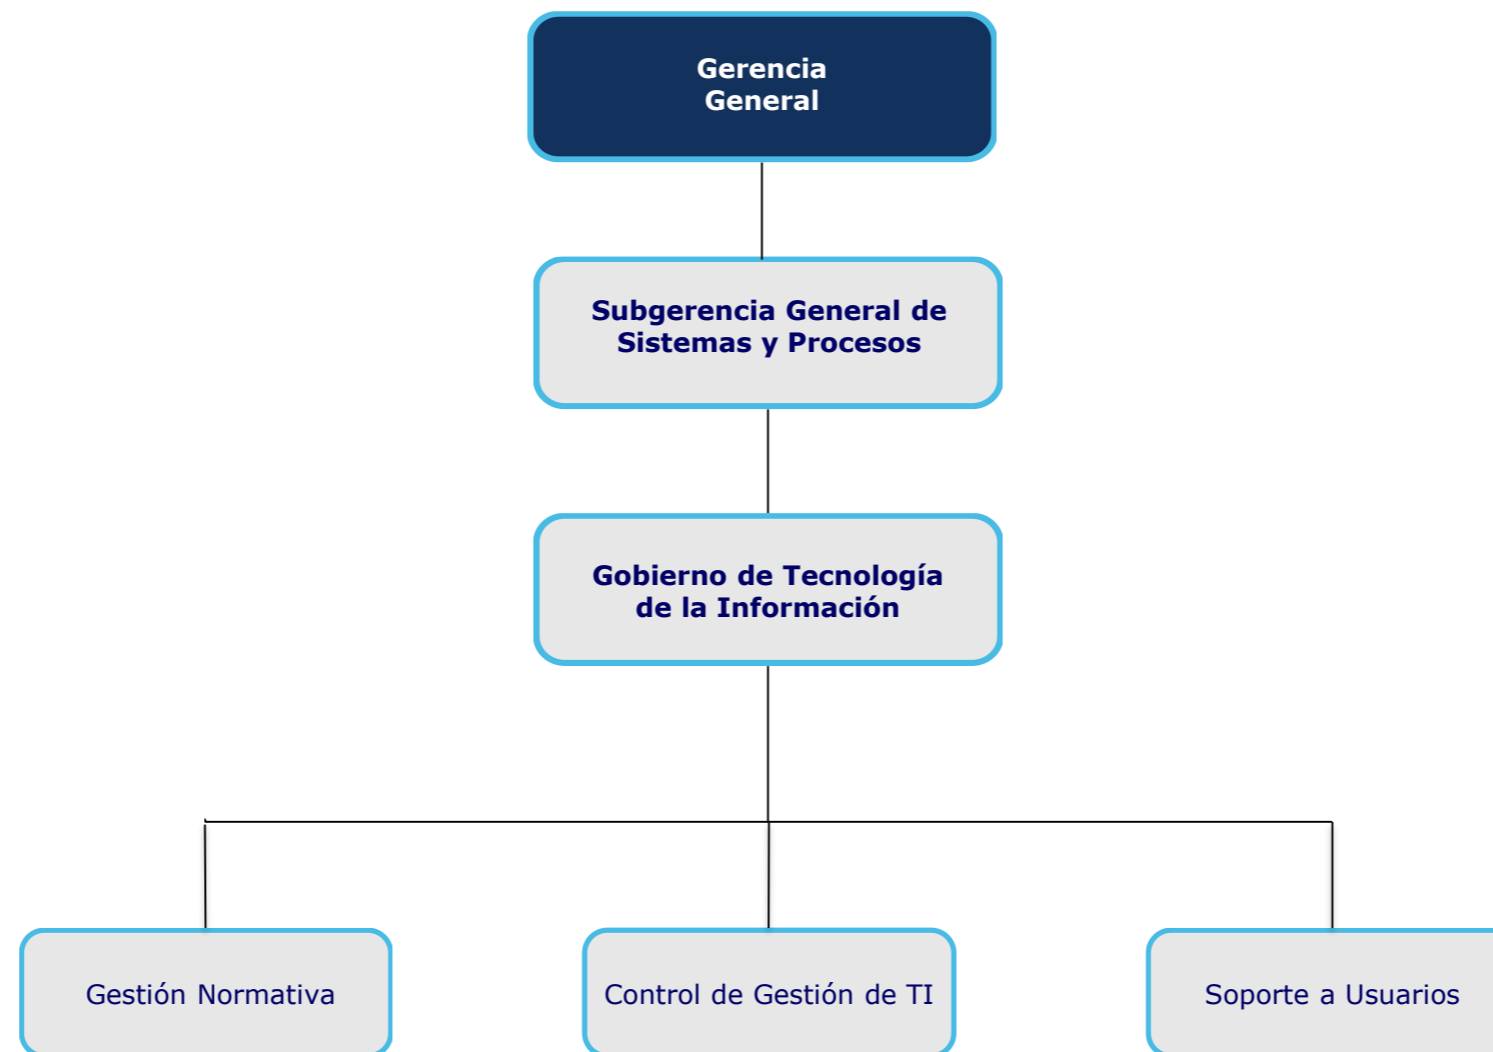 Gerencia
General
Subgerencia General de
Sistemas y Procesos
Gobierno de Tecnología
de la Información
Gestión Normativa
Control de Gestión de TI
Soporte a Usuarios